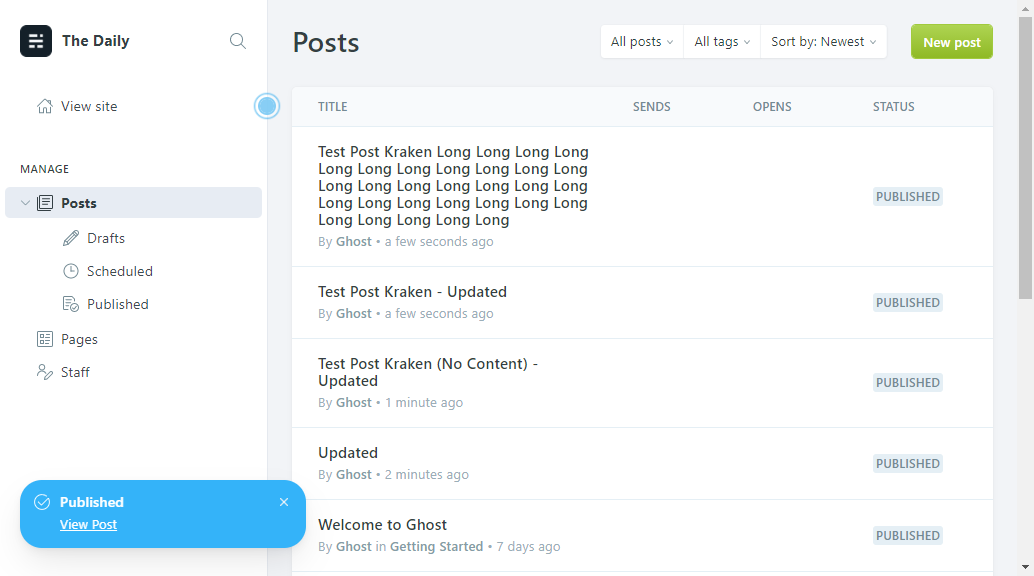 The Daily
View site
MANAGE
Posts
Drafts
Scheduled
Published
Pages
Staff
Published
View Post
Posts
All posts
All tags
Sort by: Newest
New post
TITLE SENDS OPENS STATUS
Test Post Kraken Long Long Long Long
Long Long Long Long Long Long Long
Long Long Long Long Long Long Long
Long Long Long Long Long Long Long
Long Long Long Long Long
By Ghost • a few seconds ago
PUBLISHED
Test Post Kraken - Updated
By Ghost • a few seconds ago
PUBLISHED
Test Post Kraken (No Content) -
Updated
By Ghost • 1 minute ago
PUBLISHED
Updated
By Ghost • 2 minutes ago
PUBLISHED
Welcome to Ghost
By Ghost in Getting Started • 7 days ago
PUBLISHED